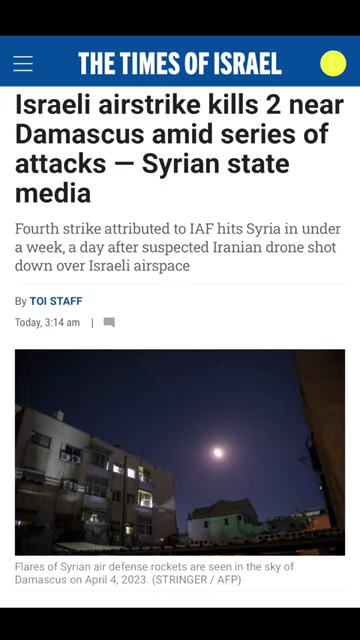 THE TIMES OF ISRAEL
Israeli airstrike kills 2 near
Damascus amid series of
attacks — Syrian state
media
Fourth strike attributed to IAF hits Syria in under
a week, a day after suspected Iranian drone shot
down over Israeli airspace
By TOI STAFF
Today, 3:14 am |
Flares of Syrian air defense rockets are seen in the sky of
Damascus on April 4, 2023. (STRINGER / AFP)